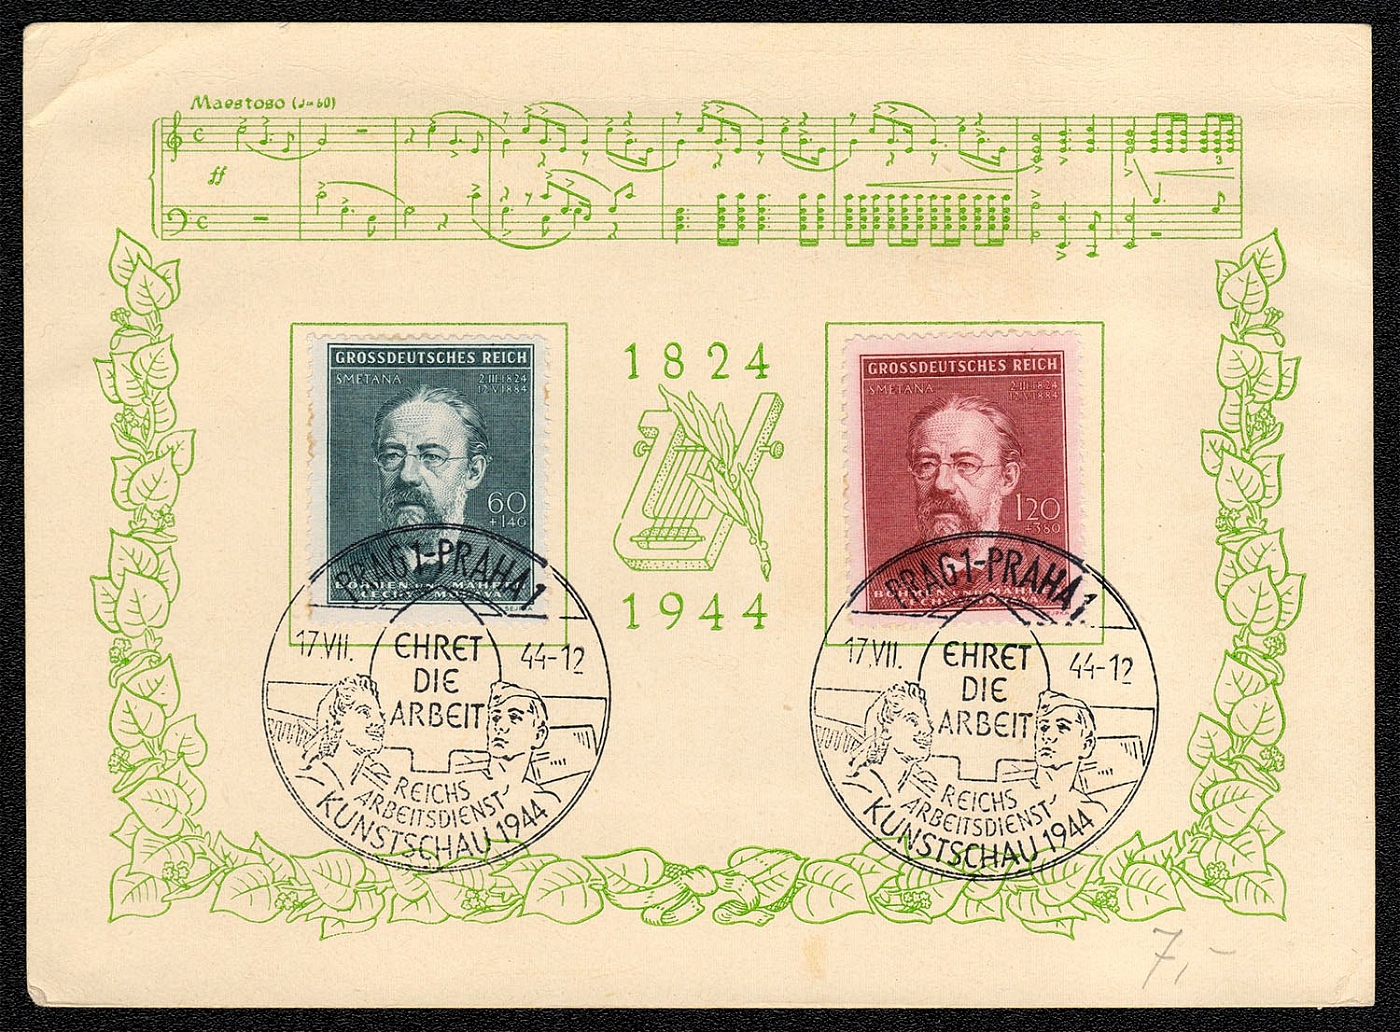 Maestoso (♩=60)
ff
3
1824
1944
GROSSDEUTSCHES REICH
SMETANA
2.III.1824
12.V.1884
60
+140
BÖHMEN UND MÄHREN
PRAG 1-PRAHA 1
17.VII.
44-12
EHRET
DIE
ARBEIT
REICHS
ARBEITSDIENST-
KUNSTSCHAU 1944
GROSSDEUTSCHES REICH
SMETANA
2.III.1824
12.V.1884
120
+380
BÖHMEN UND MÄHREN
PRAG 1-PRAHA 1
17.VII.
44-12
EHRET
DIE
ARBEIT
REICHS
ARBEITSDIENST-
KUNSTSCHAU 1944
7,-